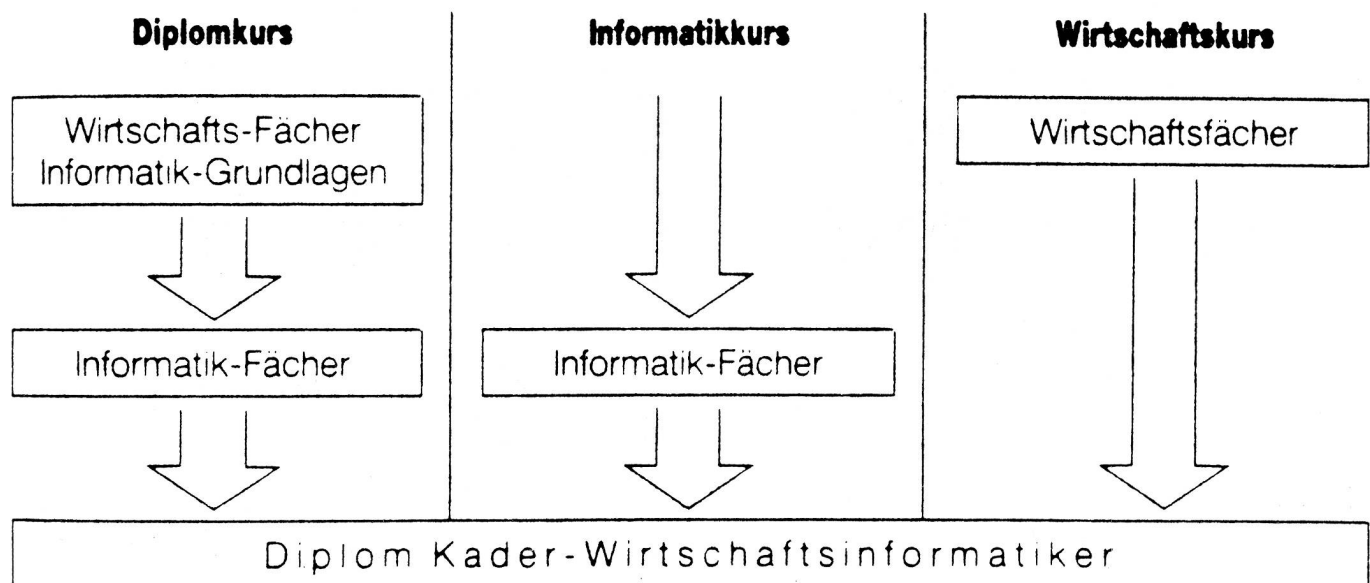 Diplomkurs
Informatikkurs
Wirtschaftskurs
Wirtschafts-Fächer
Informatik-Grundlagen
Wirtschaftsfächer
Informatik-Fächer
Informatik-Fächer
Diplom Kader-Wirtschaftsinformatiker